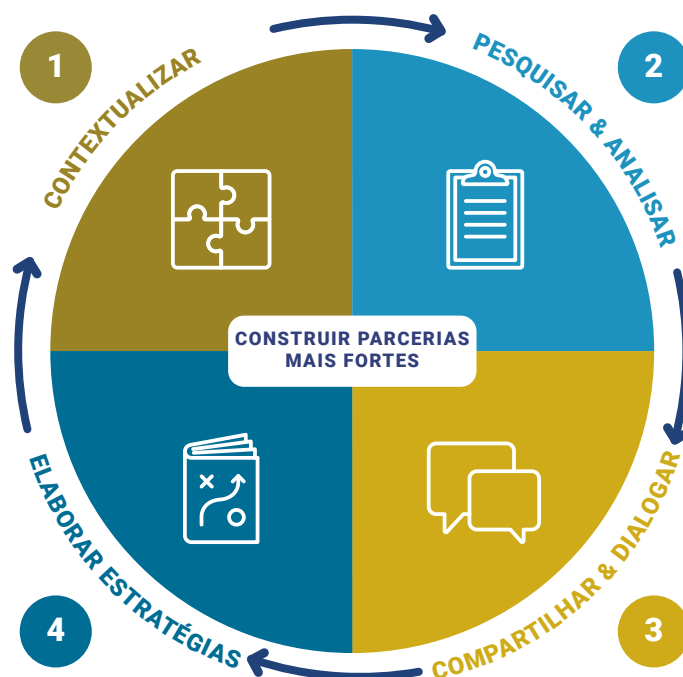 1
CONTEXTUALIZAR
2
PESQUISAR & ANALISAR
CONSTRUIR PARCERIAS
MAIS FORTES
3
COMPARTILHAR & DIALOGAR
4
ELABORAR ESTRATÉGIAS